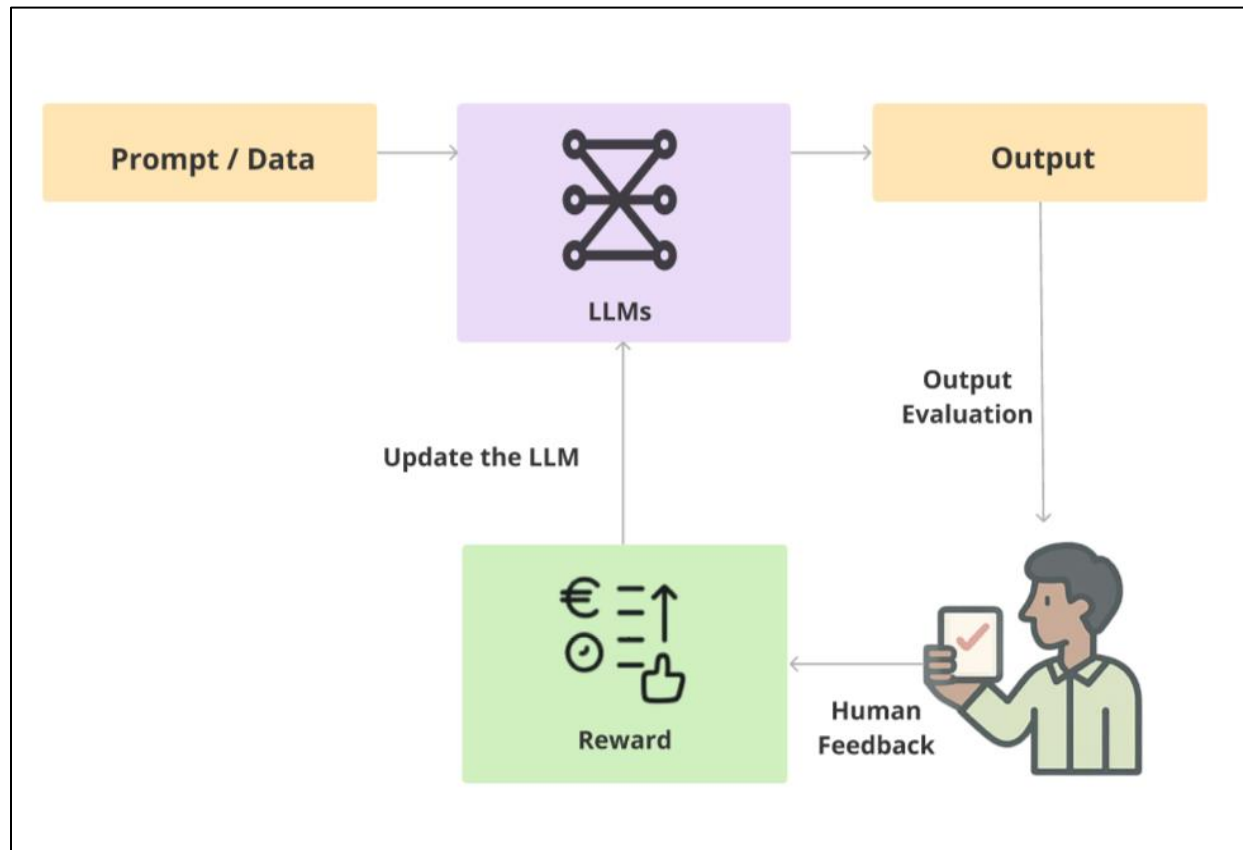 Prompt / Data
LLMs
Output
Output
Evaluation
Update the LLM
Reward
Human
Feedback